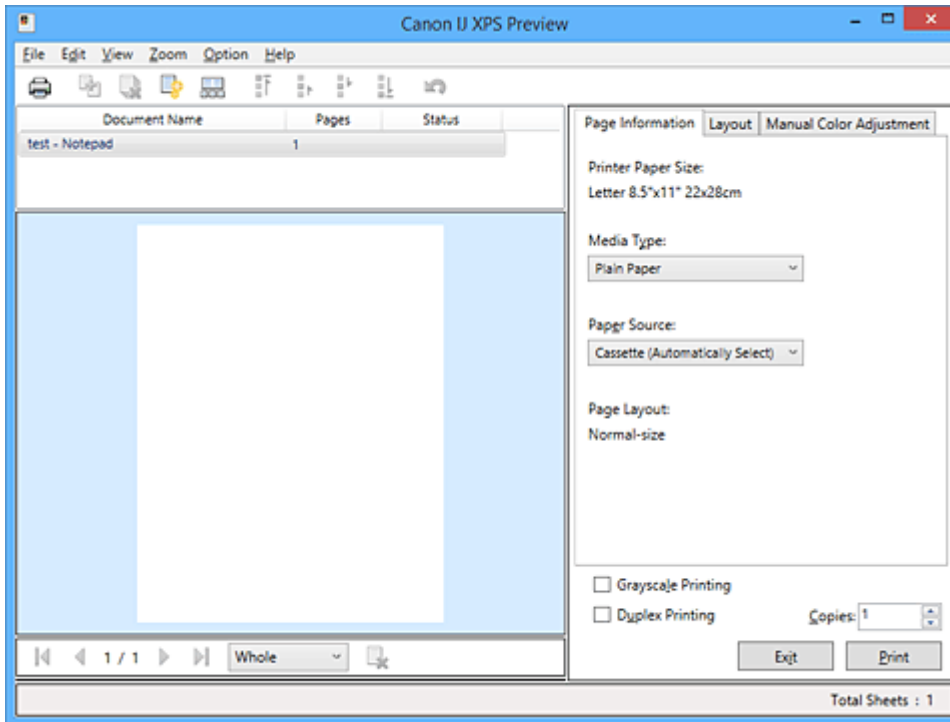 Canon IJ XPS Preview
File Edit View Zoom Option Help
Document Name Pages Status
test - Notepad 1
Page Information Layout Manual Color Adjustment
Printer Paper Size:
Letter 8.5"x11" 22x28cm
Media Type:
Plain Paper
Paper Source:
Cassette (Automatically Select)
Page Layout:
Normal-size
Grayscale Printing
Duplex Printing Copies: 1
1 / 1 Whole Exit Print
Total Sheets : 1